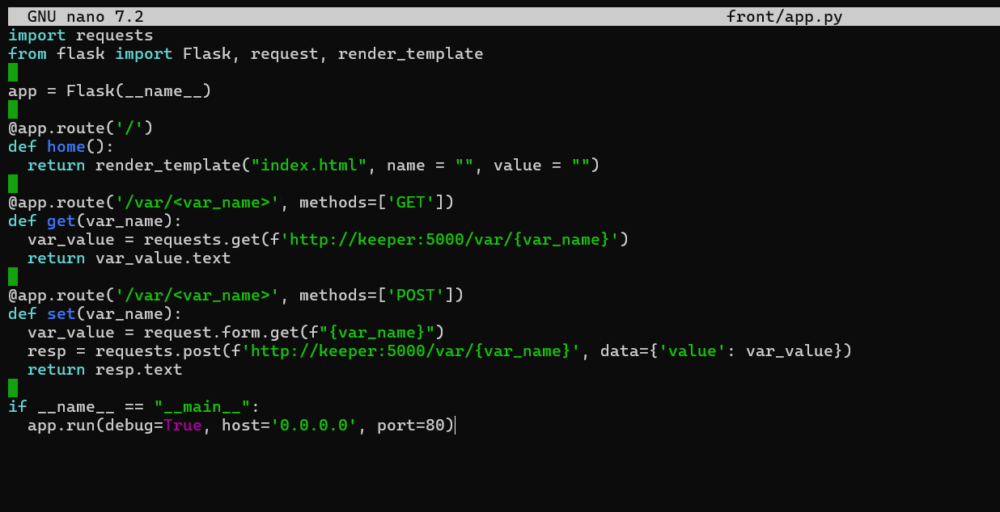 GNU nano 7.2 front/app.py
import requests
from flask import Flask, request, render_template

app = Flask(__name__)

@app.route('/')
def home():
  return render_template("index.html", name = "", value = "")

@app.route('/var/<var_name>', methods=['GET'])
def get(var_name):
  var_value = requests.get(f'http://keeper:5000/var/{var_name}')
  return var_value.text

@app.route('/var/<var_name>', methods=['POST'])
def set(var_name):
  var_value = request.form.get(f"{var_name}")
  resp = requests.post(f'http://keeper:5000/var/{var_name}', data={'value': var_value})
  return resp.text

if __name__ == "__main__":
  app.run(debug=True, host='0.0.0.0', port=80)